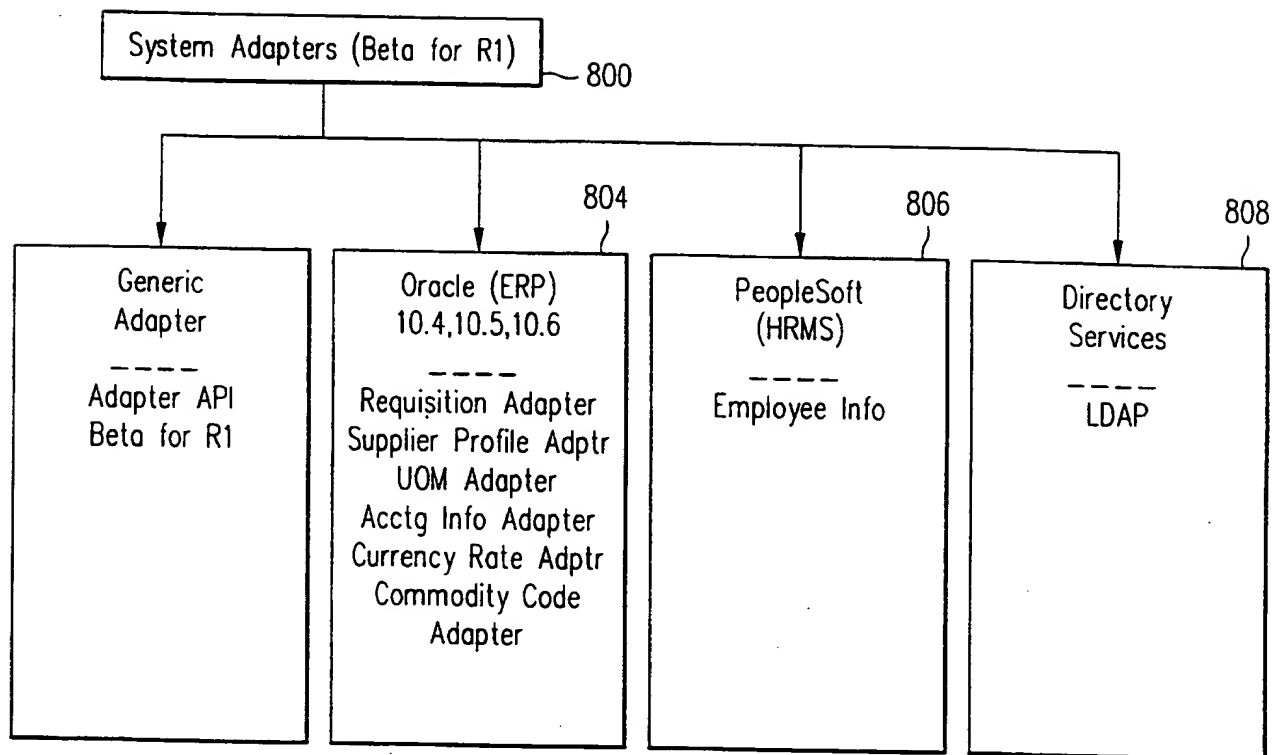 System Adapters (Beta for R1)
800
804
806
808
Generic
Adapter
Adapter API
Beta for R1
Oracle (ERP)
10.4,10.5,10.6
Requisition Adapter
Supplier Profile Adptr
UOM Adapter
Acctg Info Adapter
Currency Rate Adptr
Commodity Code
Adapter
PeopleSoft
(HRMS)
Employee Info
Directory
Services
LDAP